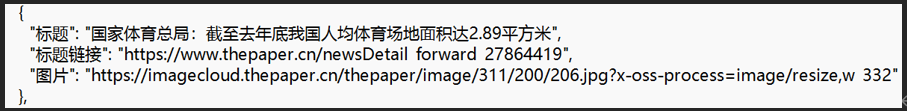 {
"标题": "国家体育总局：截至去年底我国人均体育场地面积达2.89平方米",
"标题链接": "https://www.thepaper.cn/newsDetail forward 27864419",
"图片": "https://imagecloud.thepaper.cn/thepaper/image/311/200/206.jpg?x-oss-process=image/resize,w 332"
},